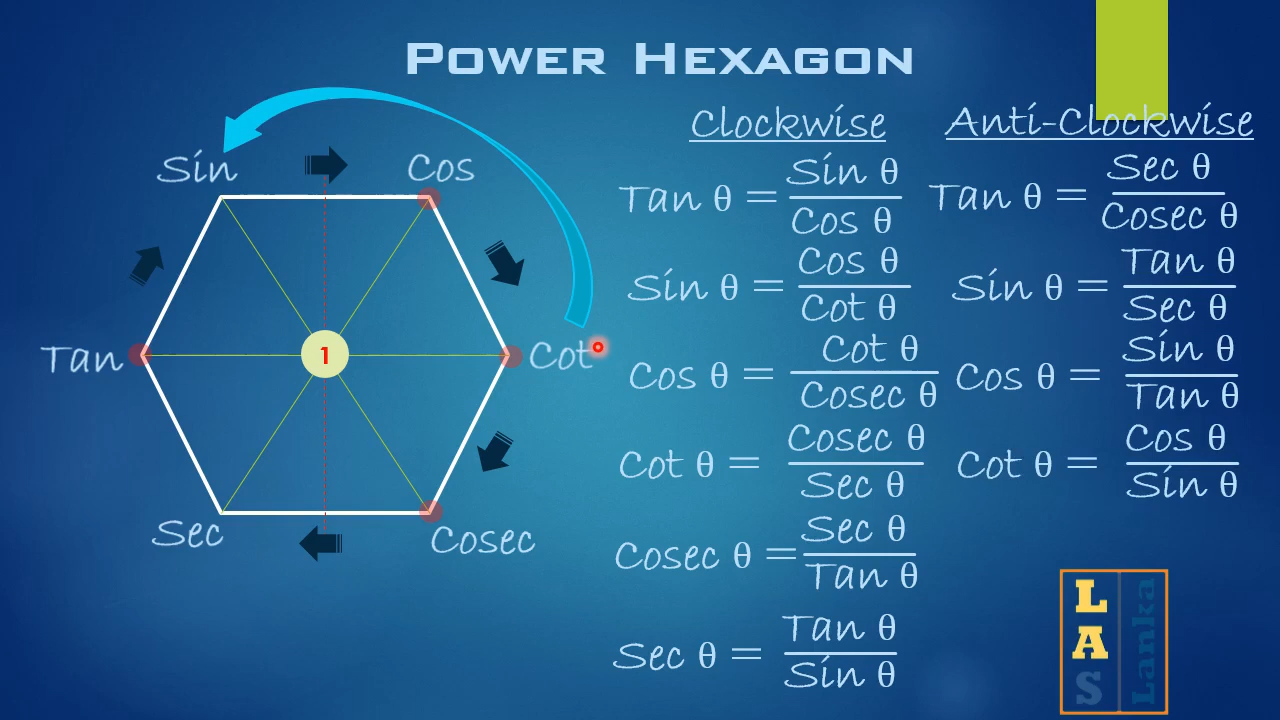 Power Hexagon
Sin
Cos
Tan
1
Cot
Sec
Cosec
Clockwise
Tan θ = Sin θ / Cos θ
Sin θ = Cos θ / Cot θ
Cos θ = Cot θ / Cosec θ
Cot θ = Cosec θ / Sec θ
Cosec θ = Sec θ / Tan θ
Sec θ = Tan θ / Sin θ
Anti-Clockwise
Tan θ = Sec θ / Cosec θ
Sin θ = Tan θ / Sec θ
Cos θ = Sin θ / Tan θ
Cot θ = Cos θ / Sin θ
LAS
Lanka